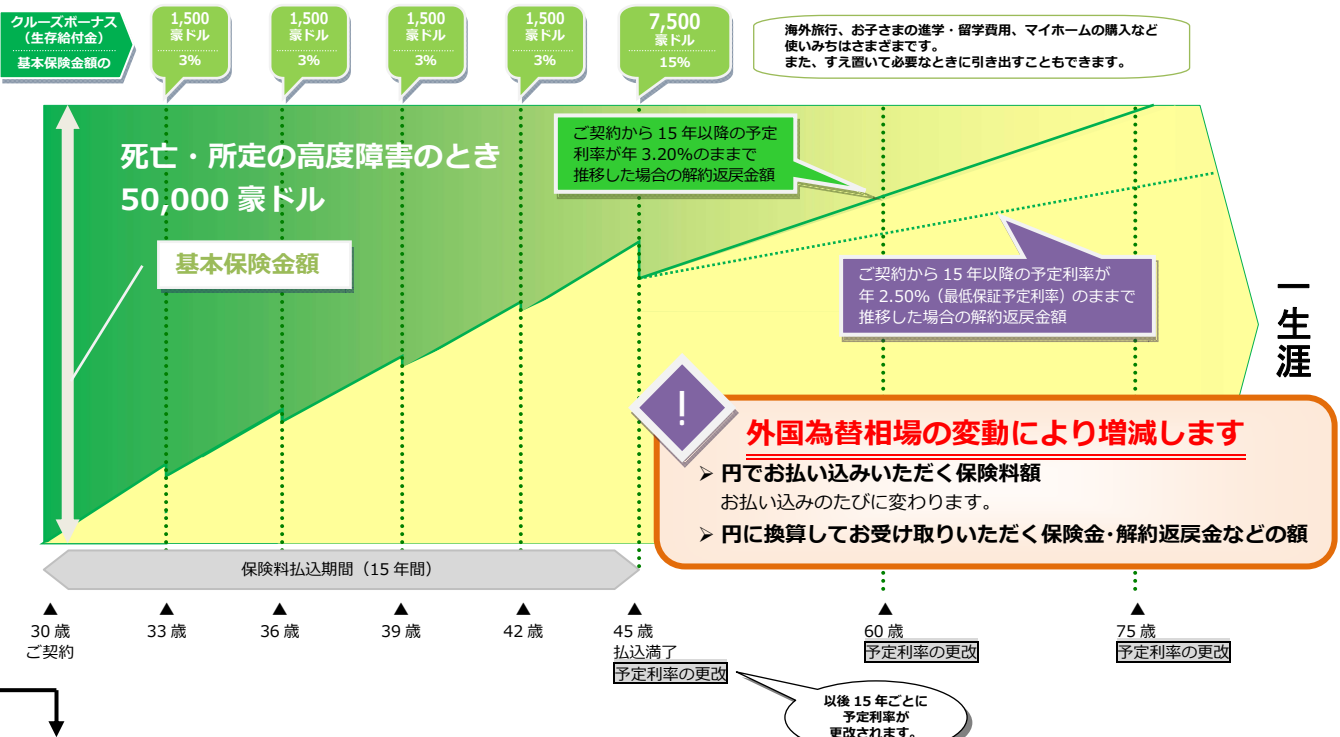 クルーズボーナス
（生存給付金）
基本保険金額の
1,500
豪ドル
3%
1,500
豪ドル
3%
1,500
豪ドル
3%
1,500
豪ドル
3%
7,500
豪ドル
15%
海外旅行、お子さまの進学・留学費用、マイホームの購入など
使いみちはさまざまです。
また、すえ置いて必要なときに引き出すこともできます。
死亡・所定の高度障害のとき
50,000 豪ドル
基本保険金額
ご契約から 15 年以降の予定
利率が年 3.20%のままで
推移した場合の解約返戻金額
ご契約から 15 年以降の予定利率が
年 2.50%（最低保証予定利率）のままで
推移した場合の解約返戻金額
一生涯
!
外国為替相場の変動により増減します
➢ 円でお払い込みいただく保険料額
お払い込みのたびに変わります。
➢ 円に換算してお受け取りいただく保険金･解約返戻金などの額
保険料払込期間（15 年間）
▲
30 歳
ご契約
▲
33 歳
▲
36 歳
▲
39 歳
▲
42 歳
▲
45 歳
払込満了
予定利率の更改
▲
60 歳
予定利率の更改
▲
75 歳
予定利率の更改
以後 15 年ごとに
予定利率が
更改されます。